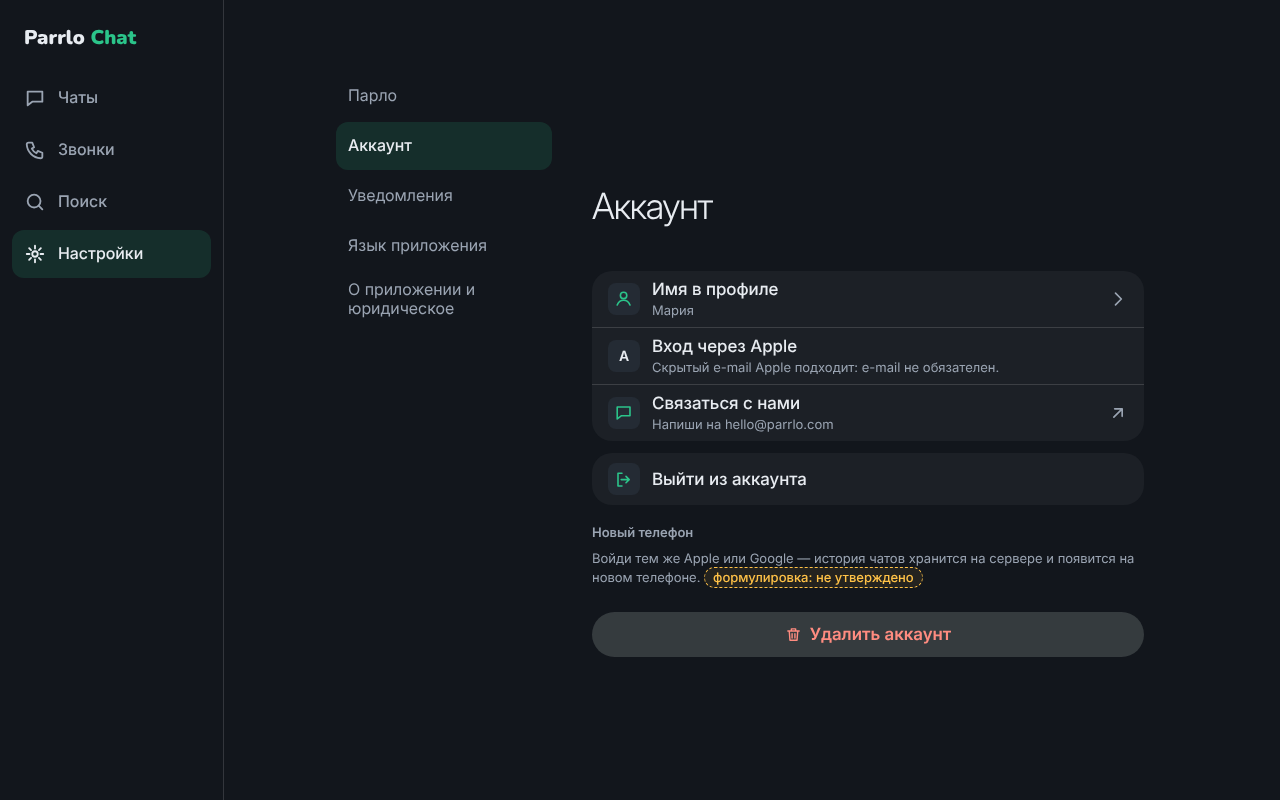 Parrlo Chat
Чаты
Звонки
Поиск
Настройки
Парло
Аккаунт
Уведомления
Язык приложения
О приложении и
юридическое
Аккаунт
Имя в профиле
Мария
A
Вход через Apple
Скрытый e-mail Apple подходит: e-mail не обязателен.
Связаться с нами
Напиши на hello@parrlo.com
Выйти из аккаунта
Новый телефон
Войди тем же Apple или Google — история чатов хранится на сервере и появится на
новом телефоне. формулировка: не утверждено
Удалить аккаунт